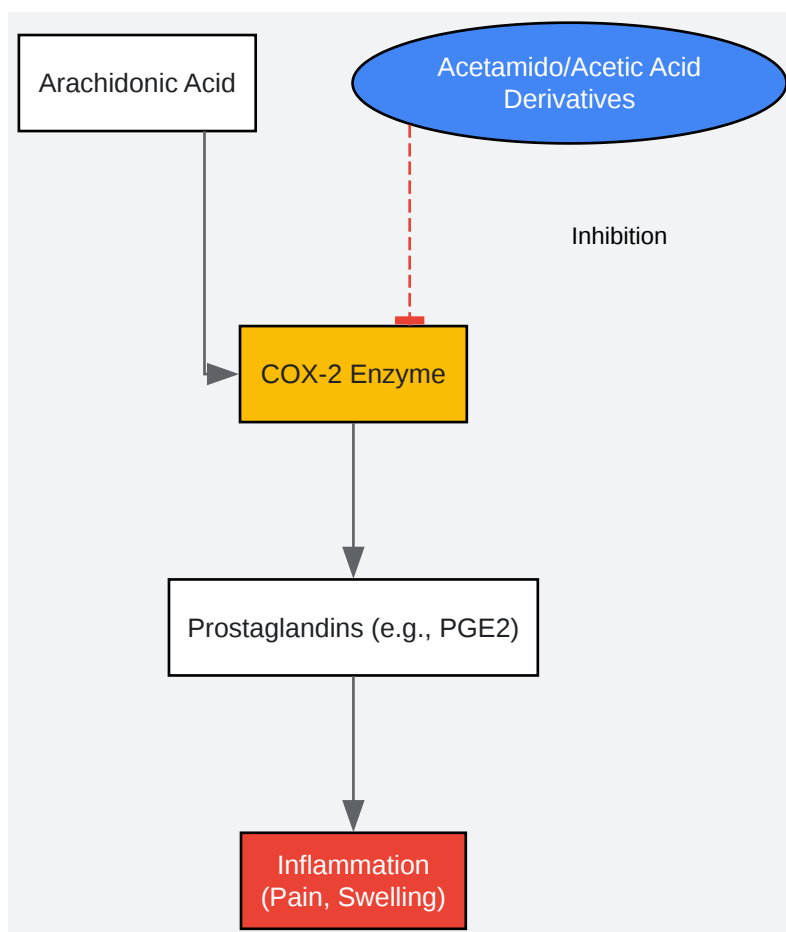 Arachidonic Acid
Acetamido/Acetic Acid
Derivatives
Inhibition
COX-2 Enzyme
Prostaglandins (e.g., PGE2)
Inflammation
(Pain, Swelling)